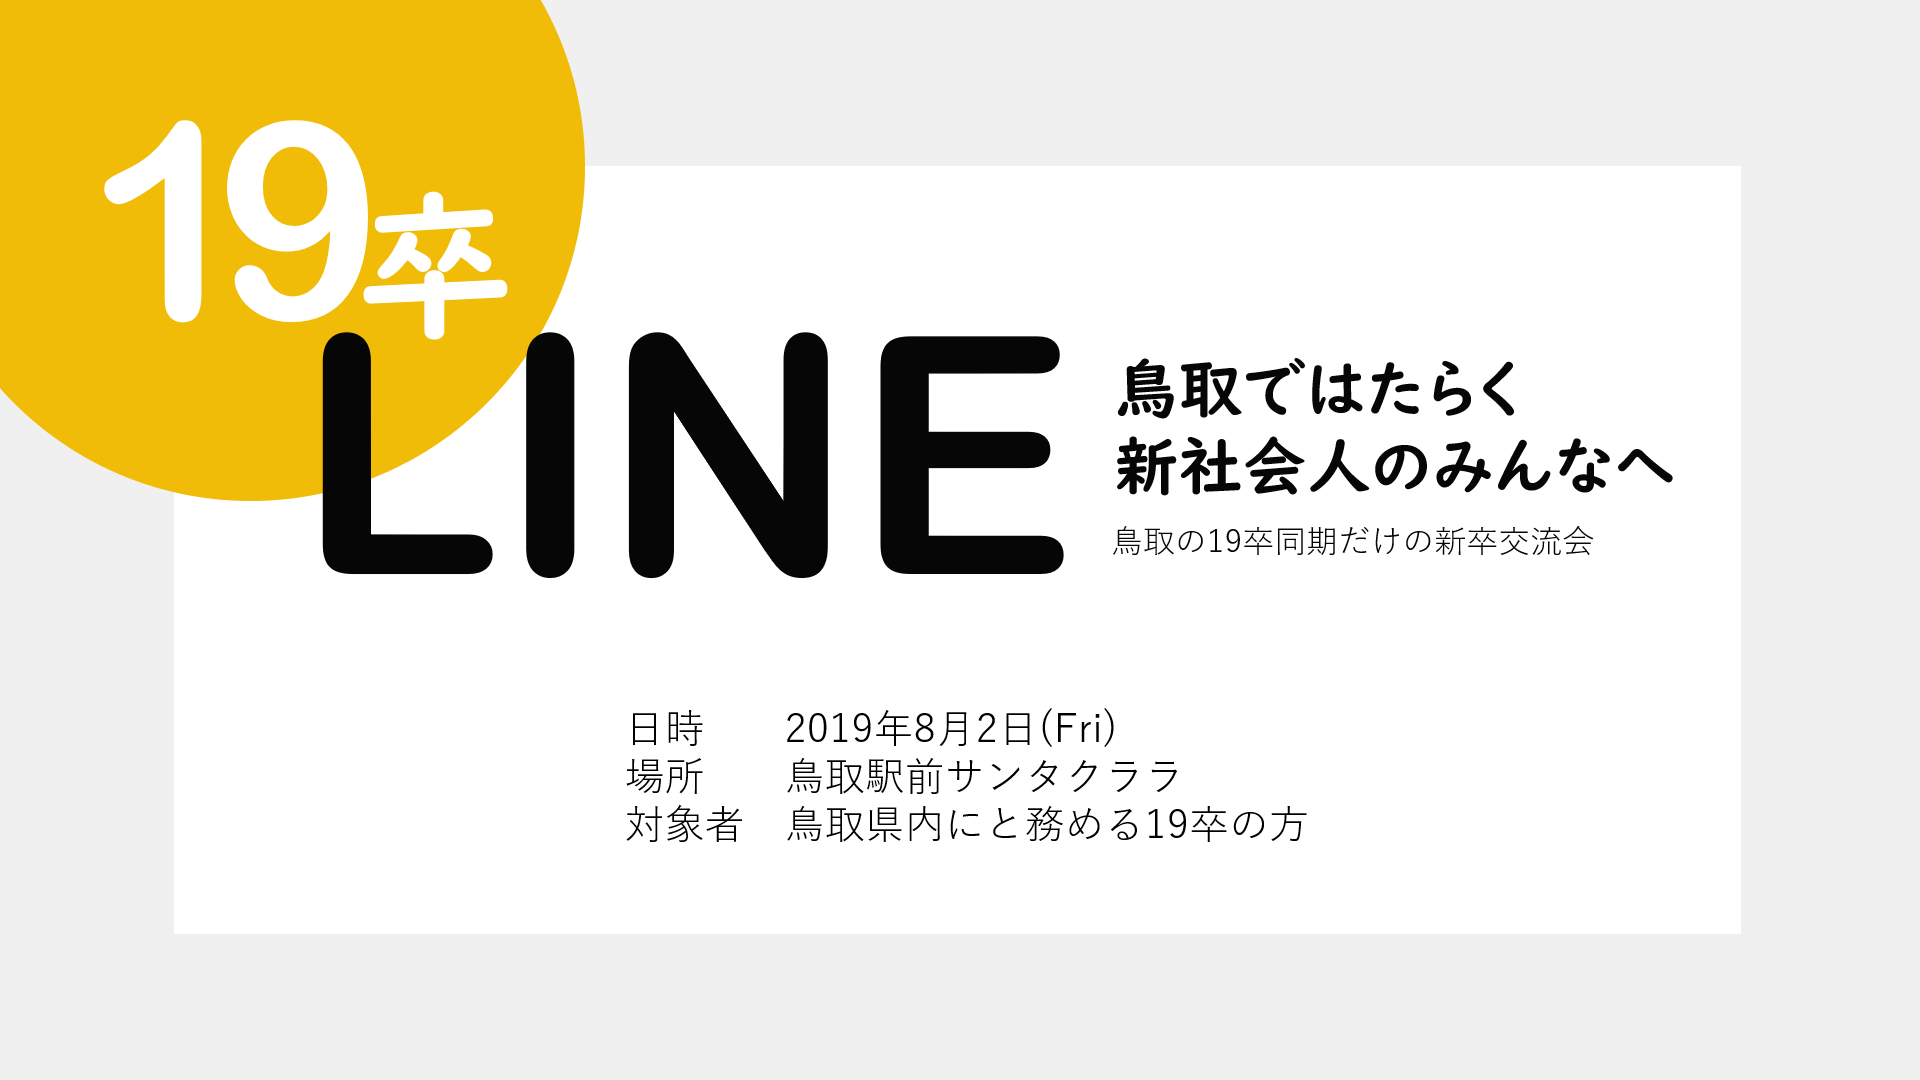 19卒
LINE
鳥取ではたらく
新社会人のみんなへ
鳥取の19卒同期だけの新卒交流会
日時　　2019年8月2日(Fri)
場所　　鳥取駅前サンタクララ
対象者　鳥取県内にと務める19卒の方